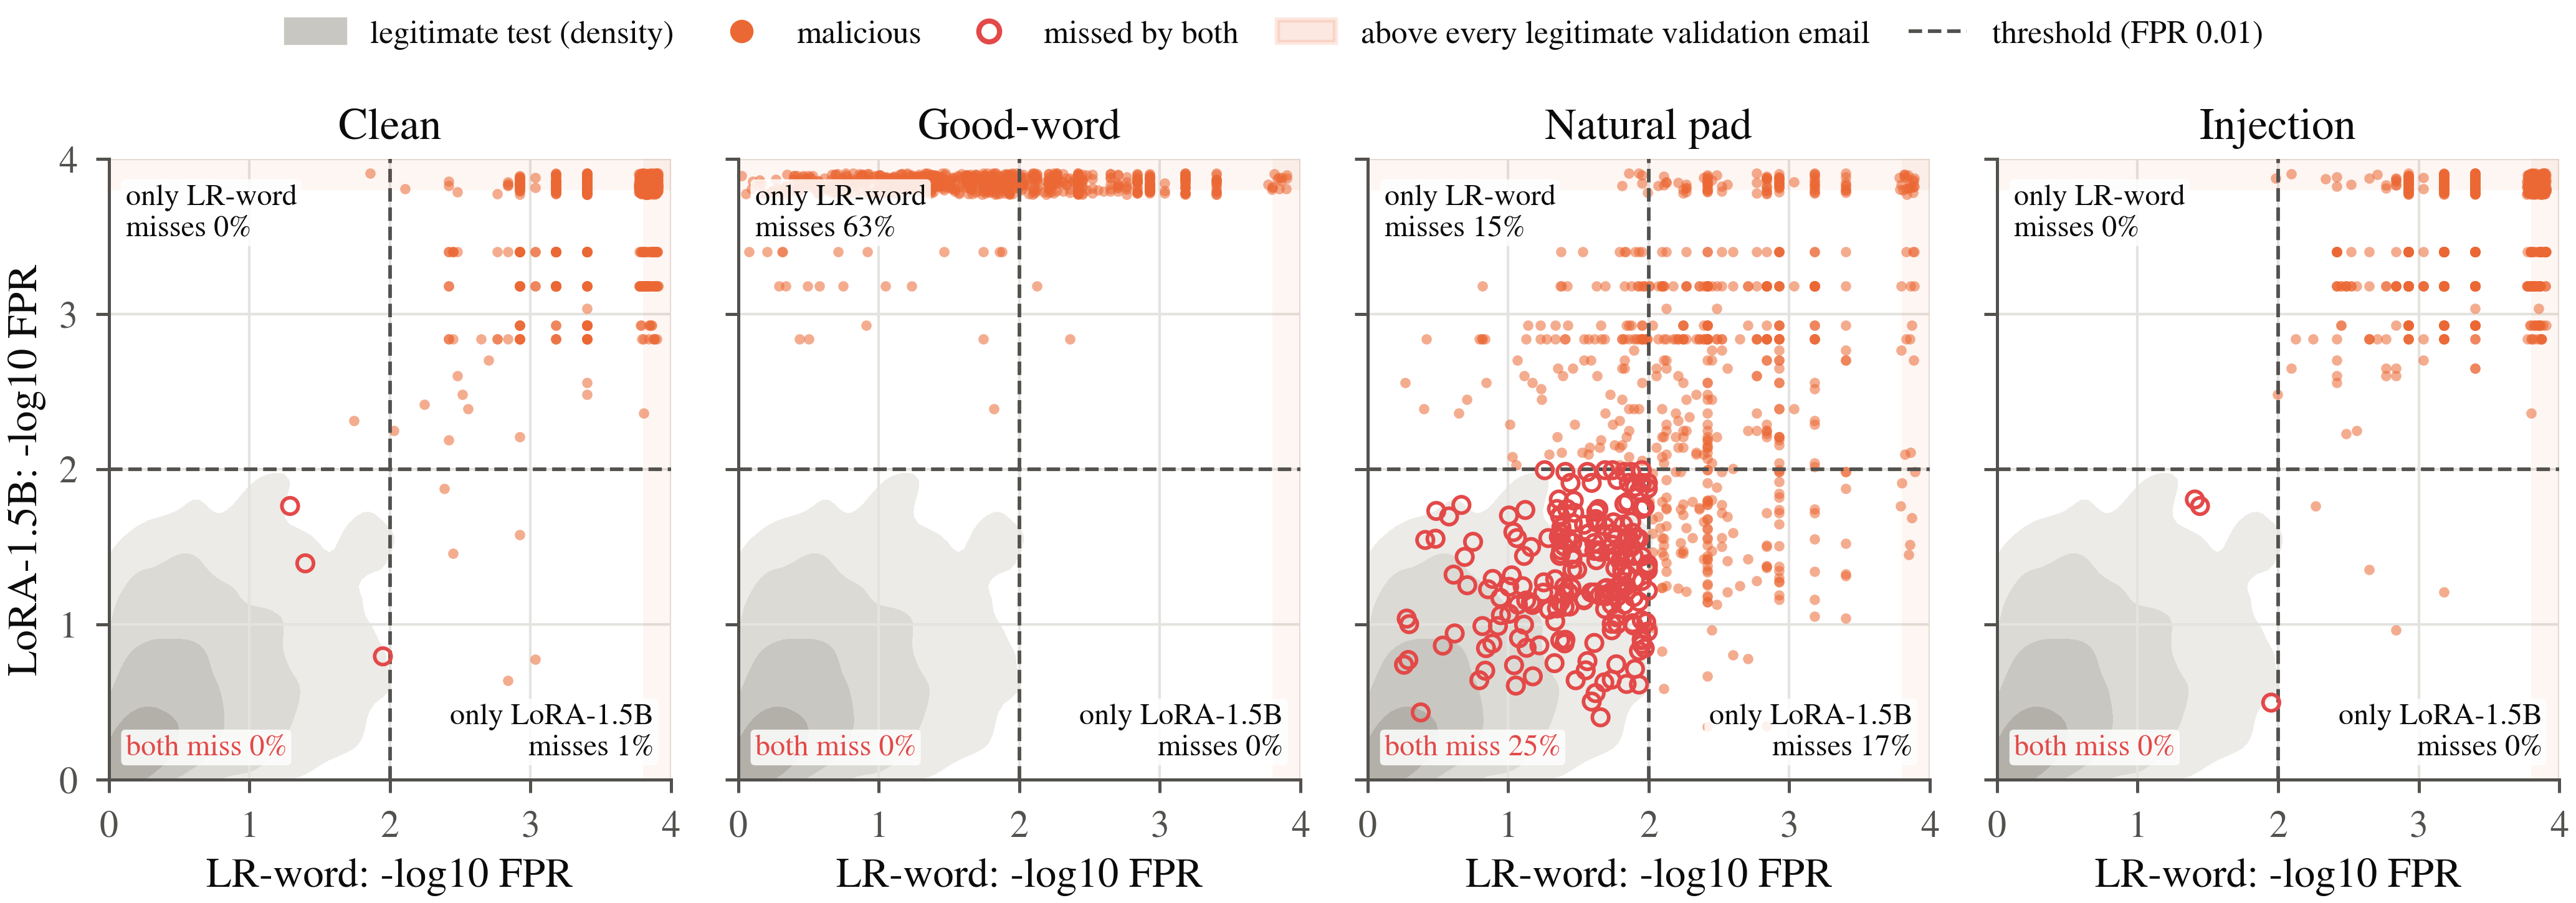 legitimate test (density)
malicious
missed by both
above every legitimate validation email
threshold (FPR 0.01)
Clean
Good-word
Natural pad
Injection
LoRA-1.5B: -log10 FPR
4
3
2
1
0
only LR-word
misses 0%
both miss 0%
only LoRA-1.5B
misses 1%
0 1 2 3 4
LR-word: -log10 FPR
only LR-word
misses 63%
both miss 0%
only LoRA-1.5B
misses 0%
0 1 2 3 4
LR-word: -log10 FPR
only LR-word
misses 15%
both miss 25%
only LoRA-1.5B
misses 17%
0 1 2 3 4
LR-word: -log10 FPR
only LR-word
misses 0%
both miss 0%
only LoRA-1.5B
misses 0%
0 1 2 3 4
LR-word: -log10 FPR